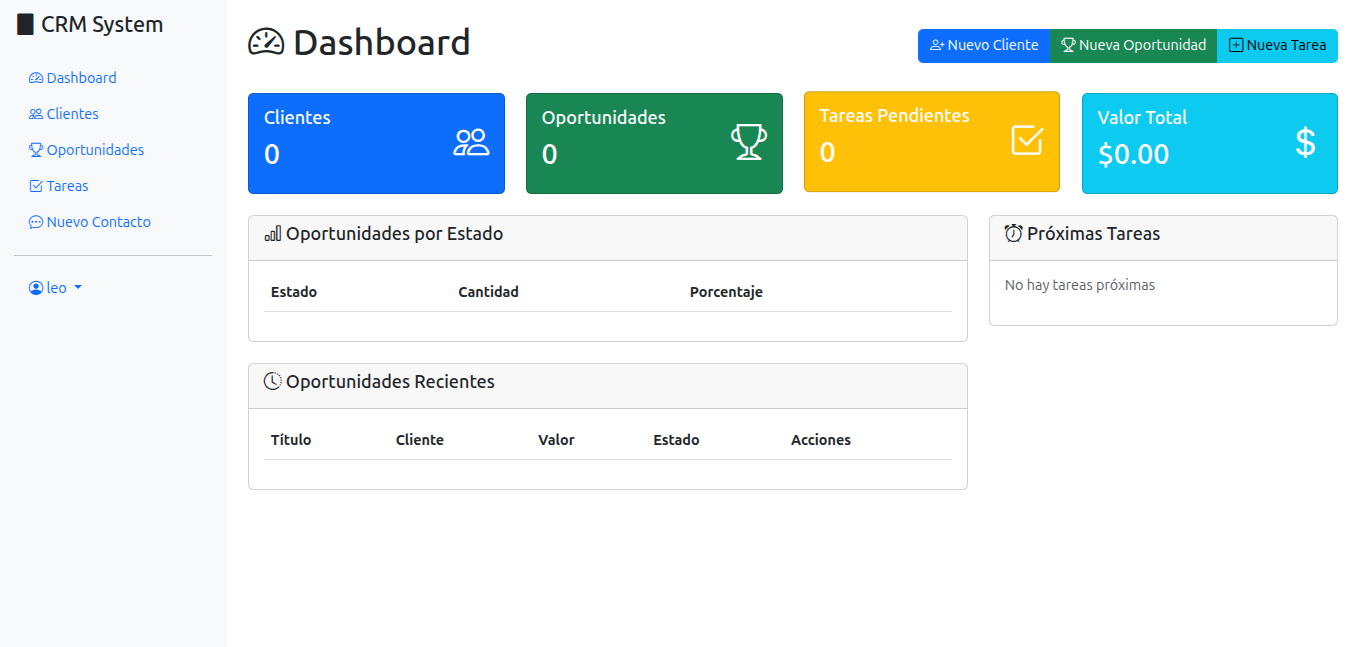 CRM System
Dashboard
Clientes
Oportunidades
Tareas
Nuevo Contacto
leo
Dashboard
Nuevo Cliente
Nueva Oportunidad
Nueva Tarea
Clientes
0
Oportunidades
0
Tareas Pendientes
0
Valor Total
$0.00
$
Oportunidades por Estado
Estado Cantidad Porcentaje
Próximas Tareas
No hay tareas próximas
Oportunidades Recientes
Título Cliente Valor Estado Acciones